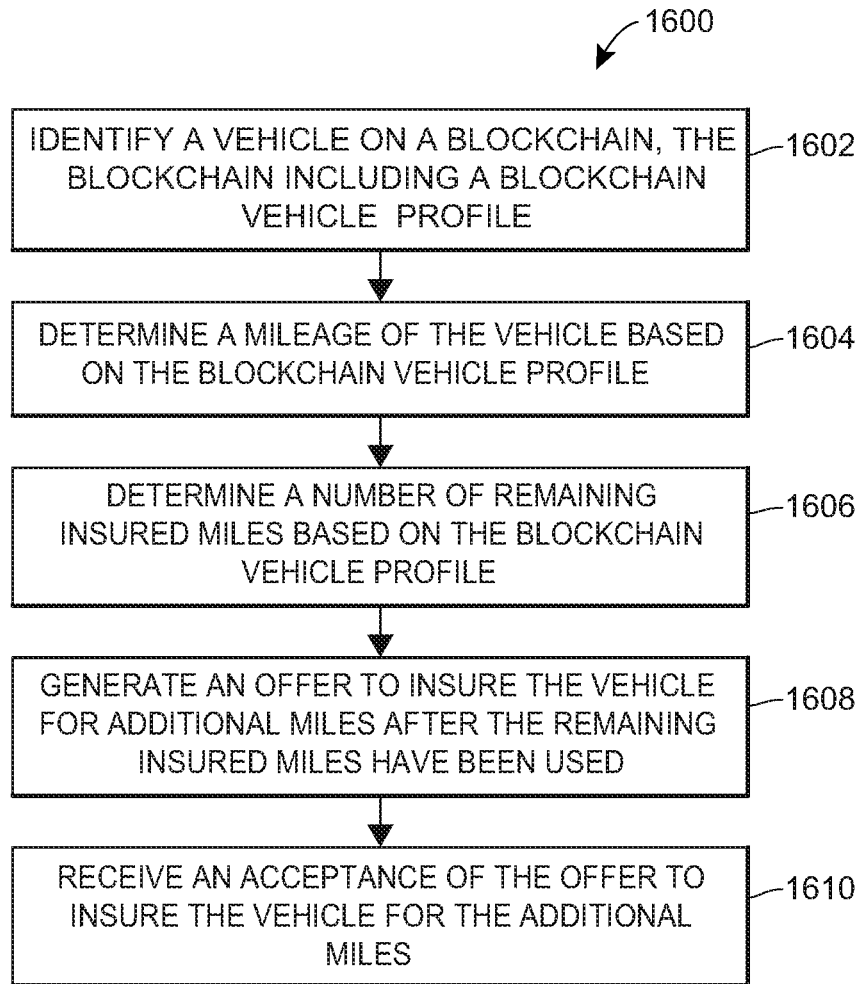 1600
IDENTIFY A VEHICLE ON A BLOCKCHAIN, THE
BLOCKCHAIN INCLUDING A BLOCKCHAIN
VEHICLE PROFILE
1602
DETERMINE A MILEAGE OF THE VEHICLE BASED
ON THE BLOCKCHAIN VEHICLE PROFILE
1604
DETERMINE A NUMBER OF REMAINING
INSURED MILES BASED ON THE BLOCKCHAIN
VEHICLE PROFILE
1606
GENERATE AN OFFER TO INSURE THE VEHICLE
FOR ADDITIONAL MILES AFTER THE REMAINING
INSURED MILES HAVE BEEN USED
1608
RECEIVE AN ACCEPTANCE OF THE OFFER TO
INSURE THE VEHICLE FOR THE ADDITIONAL
MILES
1610